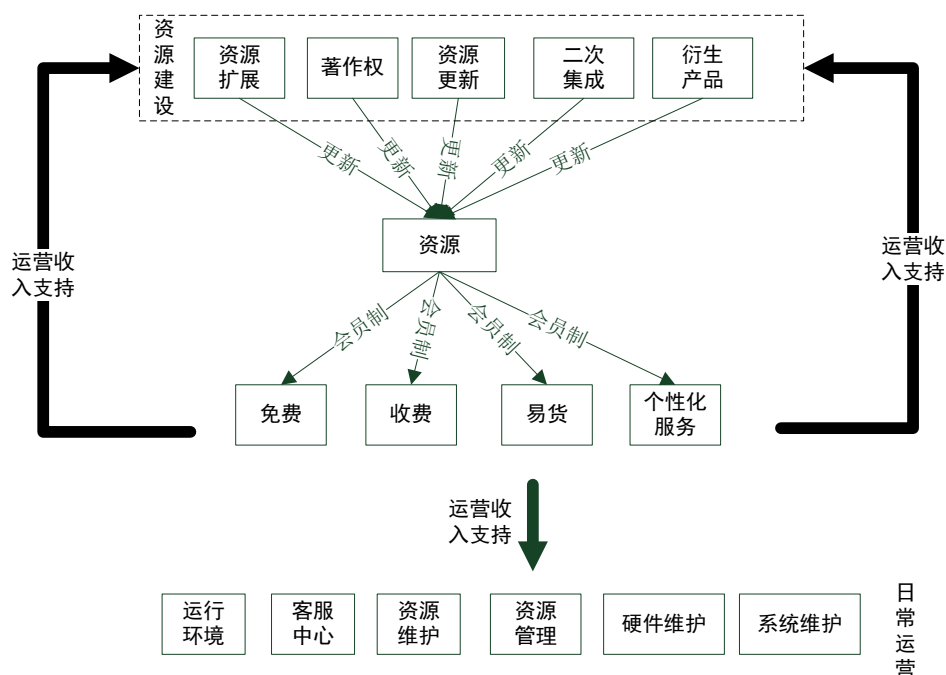 资源建设
资源
扩展
著作权
资源
更新
二次
集成
衍生
产品
更新
更新
更新
更新
更新
资源
运营收
入支持
运营收
入支持
会员制
会员制
会员制
会员制
免费
收费
易货
个性化
服务
运营收
入支持
运行
环境
客服
中心
资源
维护
资源
管理
硬件维护
系统维护
日常运营